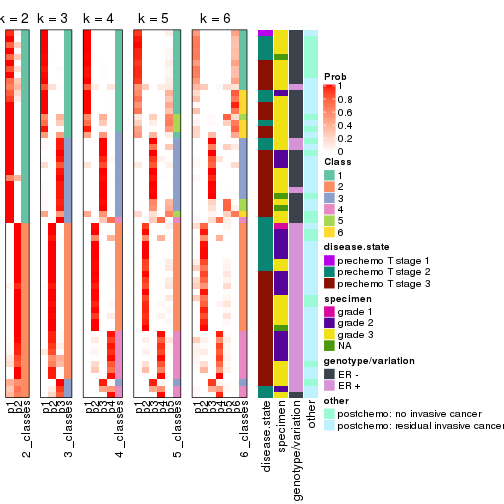 k = 2
k = 3
k = 4
k = 5
k = 6
p1
p2
2_classes
p1
p2
p3
3_classes
p1
p2
p3
p4
4_classes
p1
p2
p3
p4
p5
5_classes
p1
p2
p3
p4
p5
p6
6_classes
disease.state
specimen
genotype/variation
other
Prob
1
0.8
0.6
0.4
0.2
0
Class
1
2
3
4
5
6
disease.state
prechemo T stage 1
prechemo T stage 2
prechemo T stage 3
specimen
grade 1
grade 2
grade 3
NA
genotype/variation
ER -
ER +
other
postchemo: no invasive cancer
postchemo: residual invasive cancer